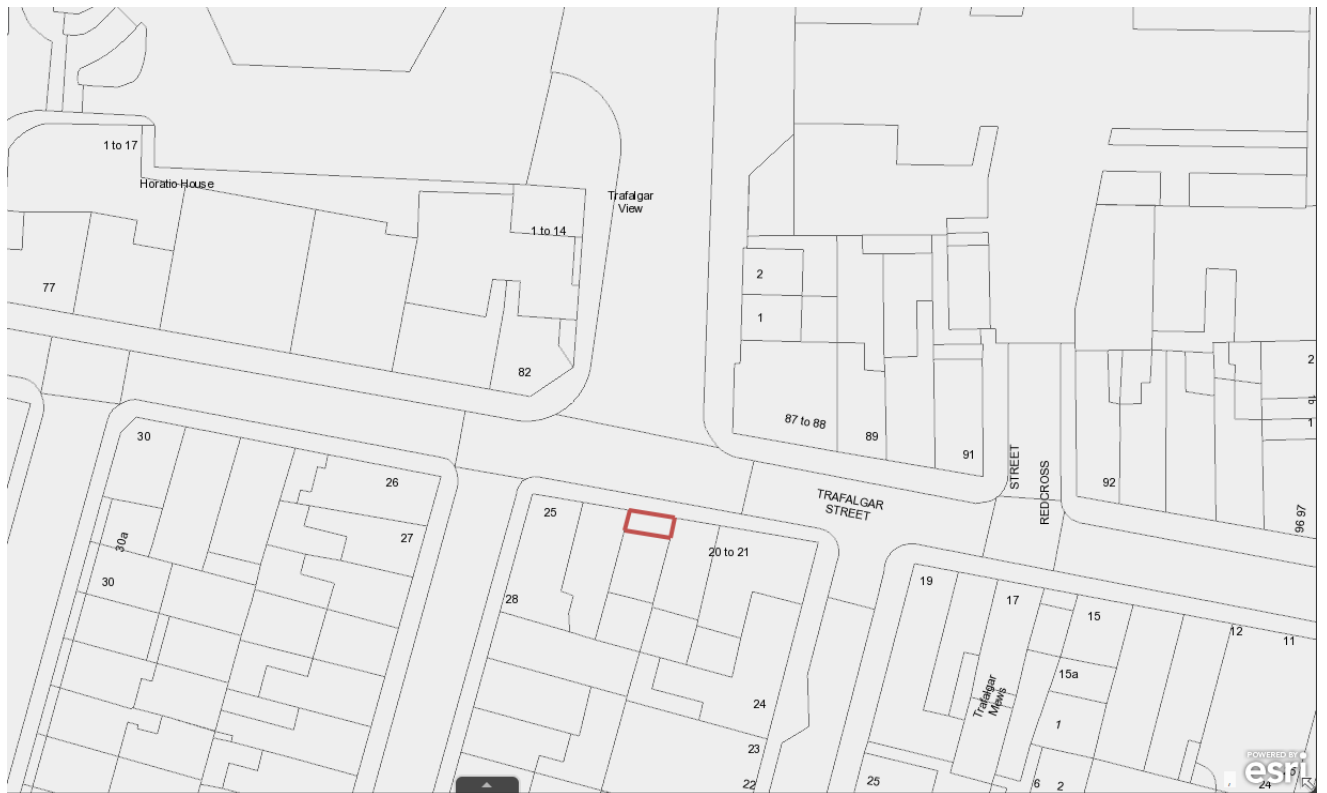 1 to 17
Horatio House
Trafalgar
View
1 to 14
77
82
2
1
87 to 88
89
91
STREET
REDCROSS
92
2
1b
1
96 97
30
26
27
30a
30
25
28
20 to 21
TRAFALGAR
STREET
24
23
22
19
17
15
15a
12
11
Trafalgar
Mews
1
25
6
2
24
POWERED BY
esri